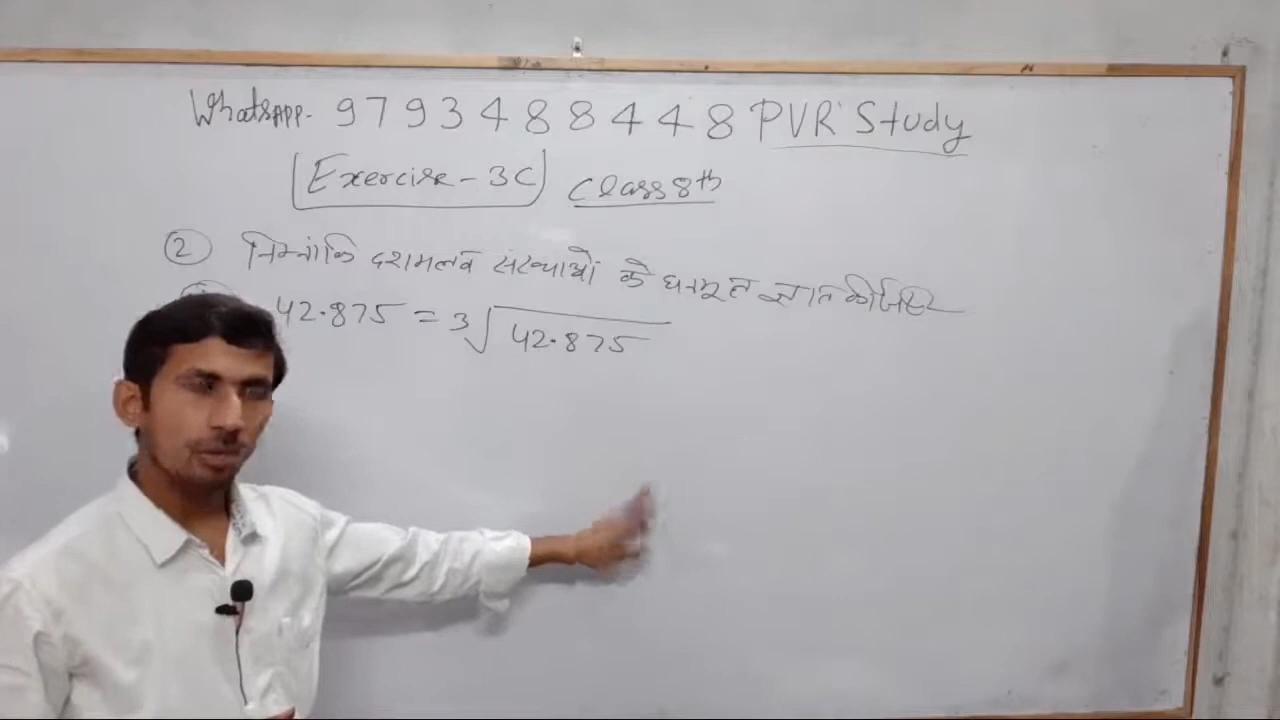 WhatsApp. 9793488448 PVR Study
Exercise-3C Class 8th
② निम्नांकि दशमलव संख्याओं के घनमूल ज्ञात कीजिए
42.875 = ∛42.875